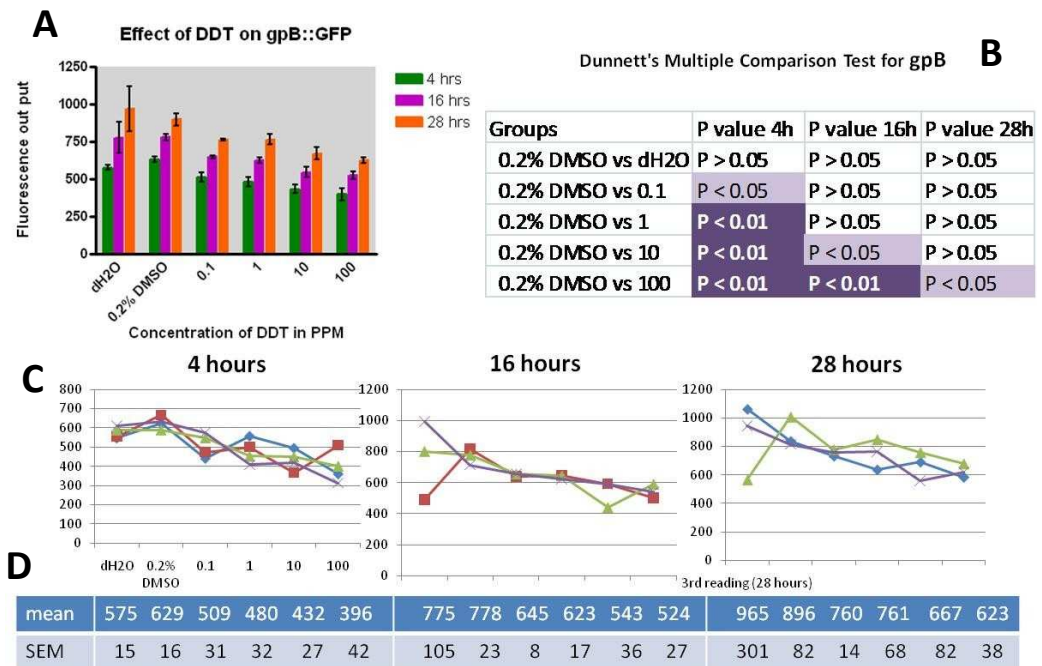 A
Effect of DDT on gpB::GFP
1250
1000
750
500
250
0
Fluorescence out put
dH2O
0.2% DMSO
0.1
1
10
100
Concentration of DDT in PPM
4 hrs
16 hrs
28 hrs
B
Dunnett's Multiple Comparison Test for gpB
Groups P value 4h P value 16h P value 28h
0.2% DMSO vs dH2O P > 0.05 P > 0.05 P > 0.05
0.2% DMSO vs 0.1 P < 0.05 P > 0.05 P > 0.05
0.2% DMSO vs 1 P < 0.01 P > 0.05 P > 0.05
0.2% DMSO vs 10 P < 0.01 P < 0.05 P > 0.05
0.2% DMSO vs 100 P < 0.01 P < 0.01 P < 0.05
C
4 hours
800
700
600
500
400
300
200
100
0
dH2O 0.2% 0.1 1 10 100
DMSO
16 hours
1200
1000
800
600
400
200
0
28 hours
1200
1000
800
600
400
200
0
3rd reading (28 hours)
D
mean 575 629 509 480 432 396 775 778 645 623 543 524 965 896 760 761 667 623
SEM 15 16 31 32 27 42 105 23 8 17 36 27 301 82 14 68 82 38